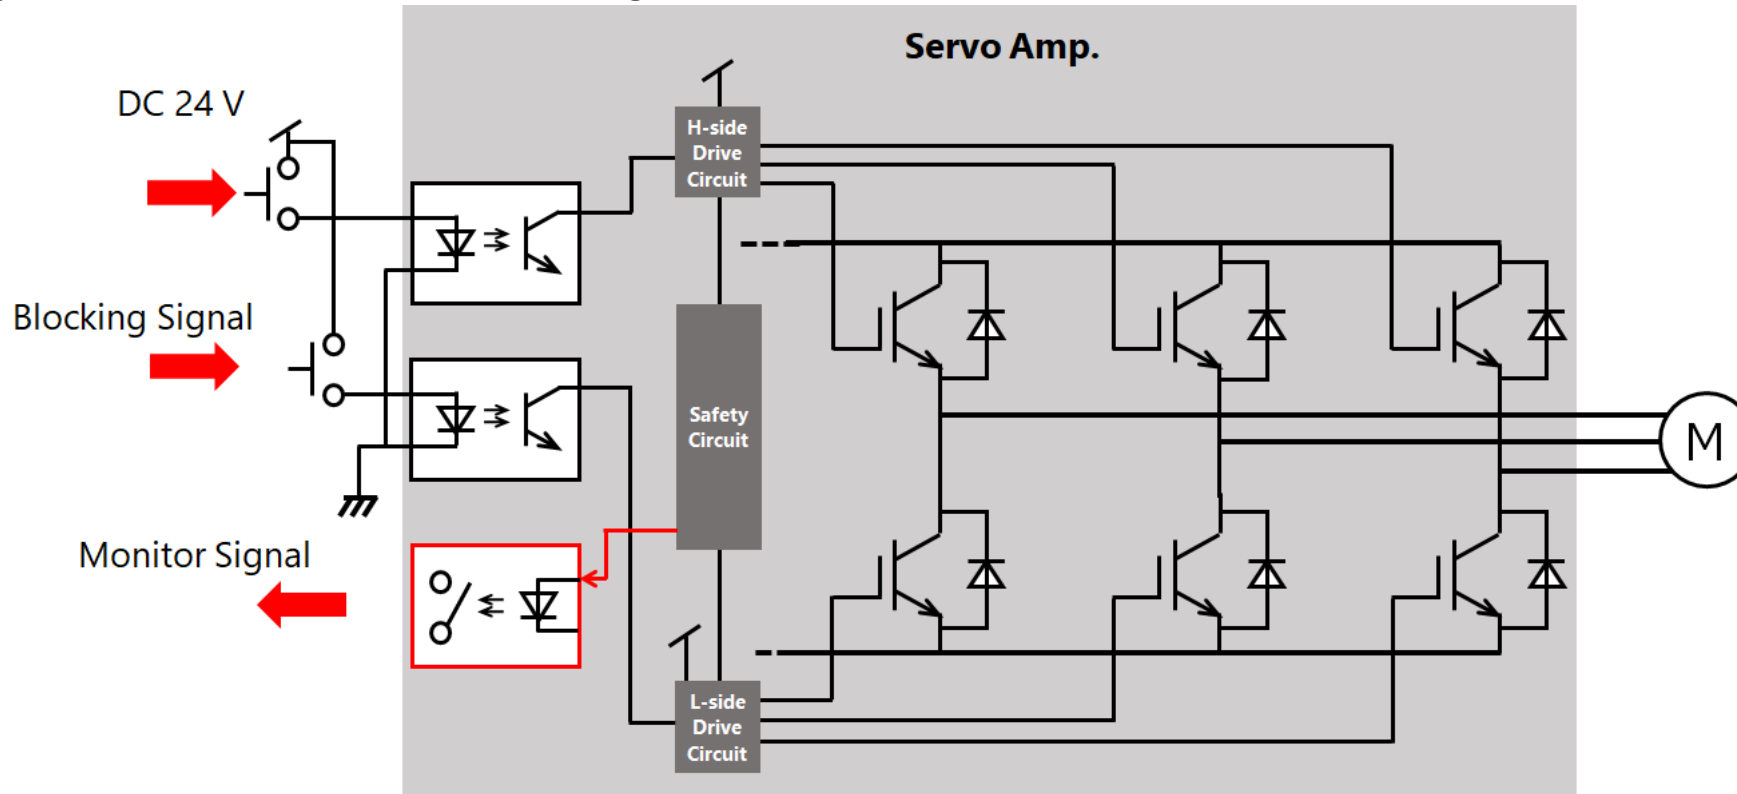 Servo Amp.
DC 24 V
H-side
Drive
Circuit
Blocking Signal
Safety
Circuit
M
Monitor Signal
L-side
Drive
Circuit